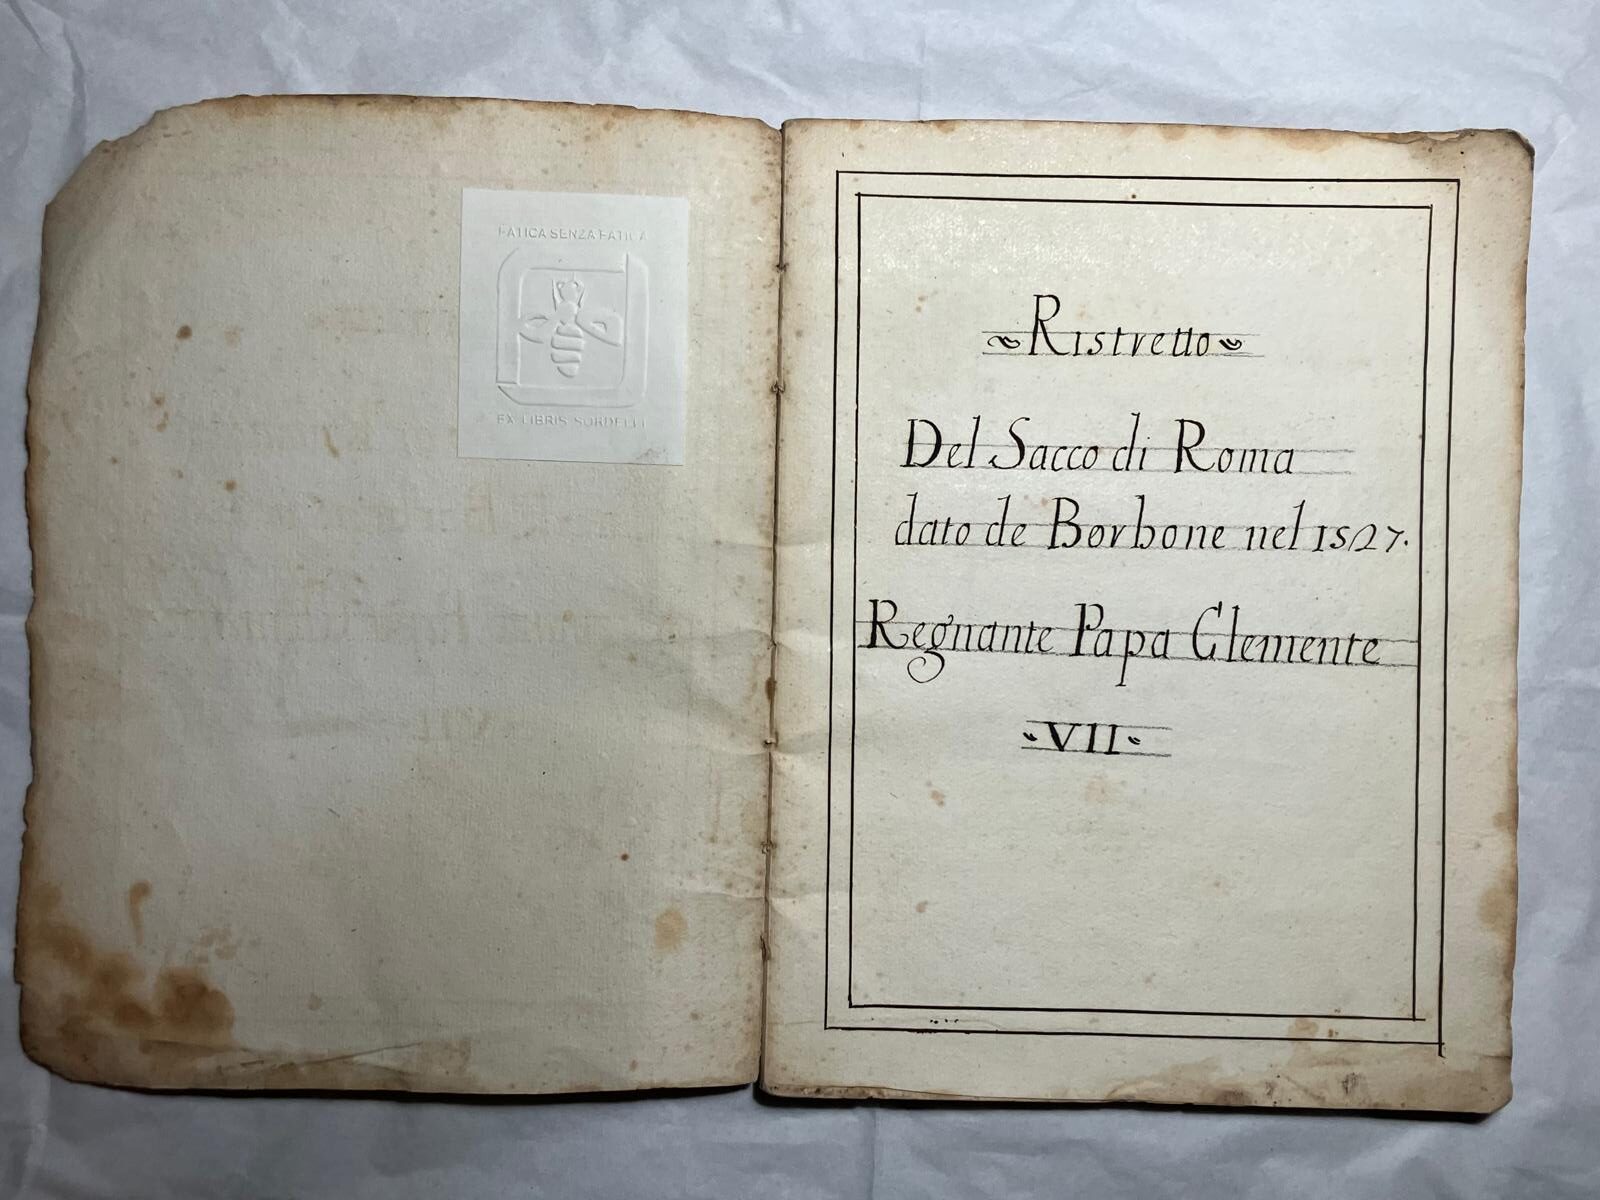 FATICA SENZA FATICA
EX LIBRIS SORDELLI
Ristretto
Del Sacco di Roma
dato de Borbone nel 1527.
Regnante Papa Clemente
VII